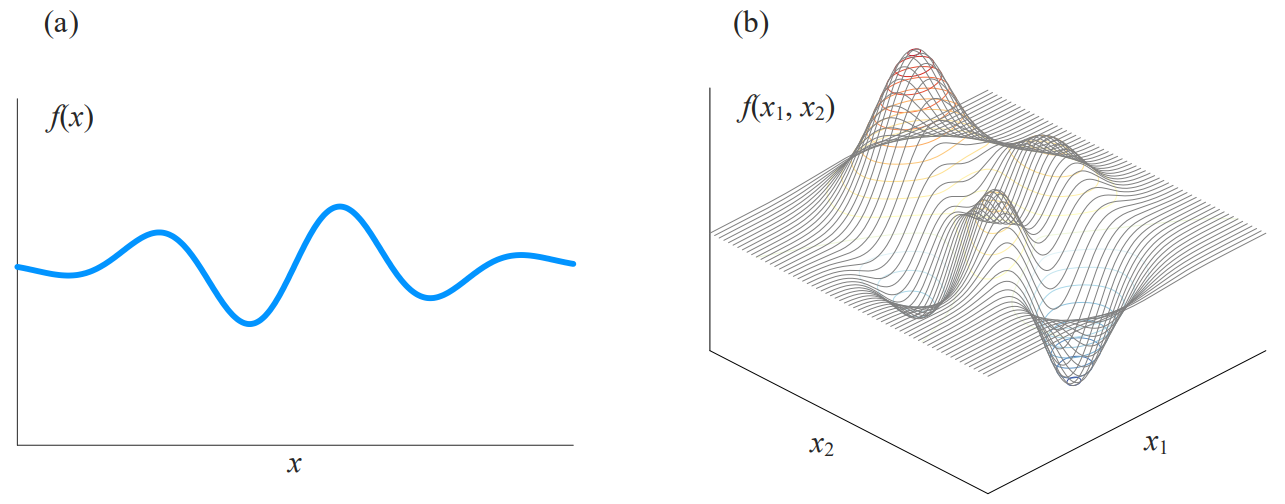 (a)
f(x)
x
(b)
f(x₁, x₂)
x₂
x₁